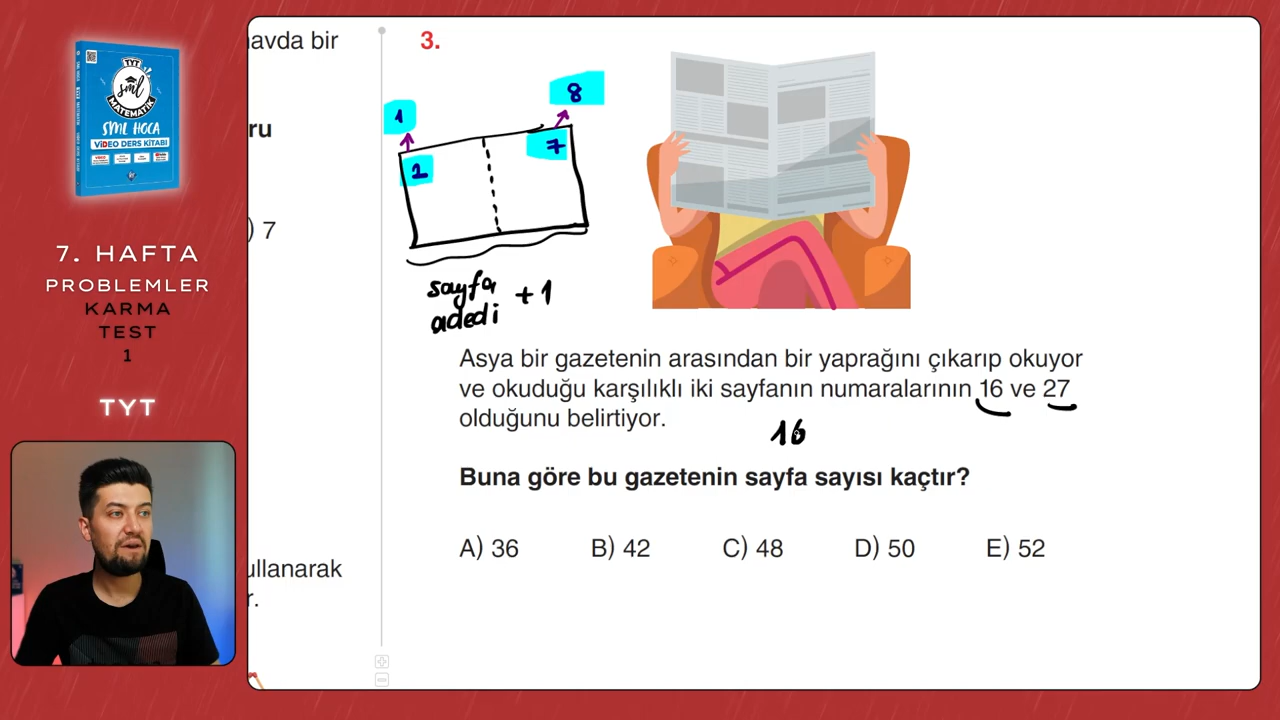 TYT
sml
MATEMATİK
SML HOCA
VİDEO DERS KİTABI
7. HAFTA
PROBLEMLER
KARMA
TEST
1
TYT
avda bir
ru
) 7
ullanarak
r.
3.
1
8
2
7
sayfa
adedi + 1
Asya bir gazetenin arasından bir yaprağını çıkarıp okuyor
ve okuduğu karşılıklı iki sayfanın numaralarının 16 ve 27
olduğunu belirtiyor.
16
Buna göre bu gazetenin sayfa sayısı kaçtır?
A) 36 B) 42 C) 48 D) 50 E) 52